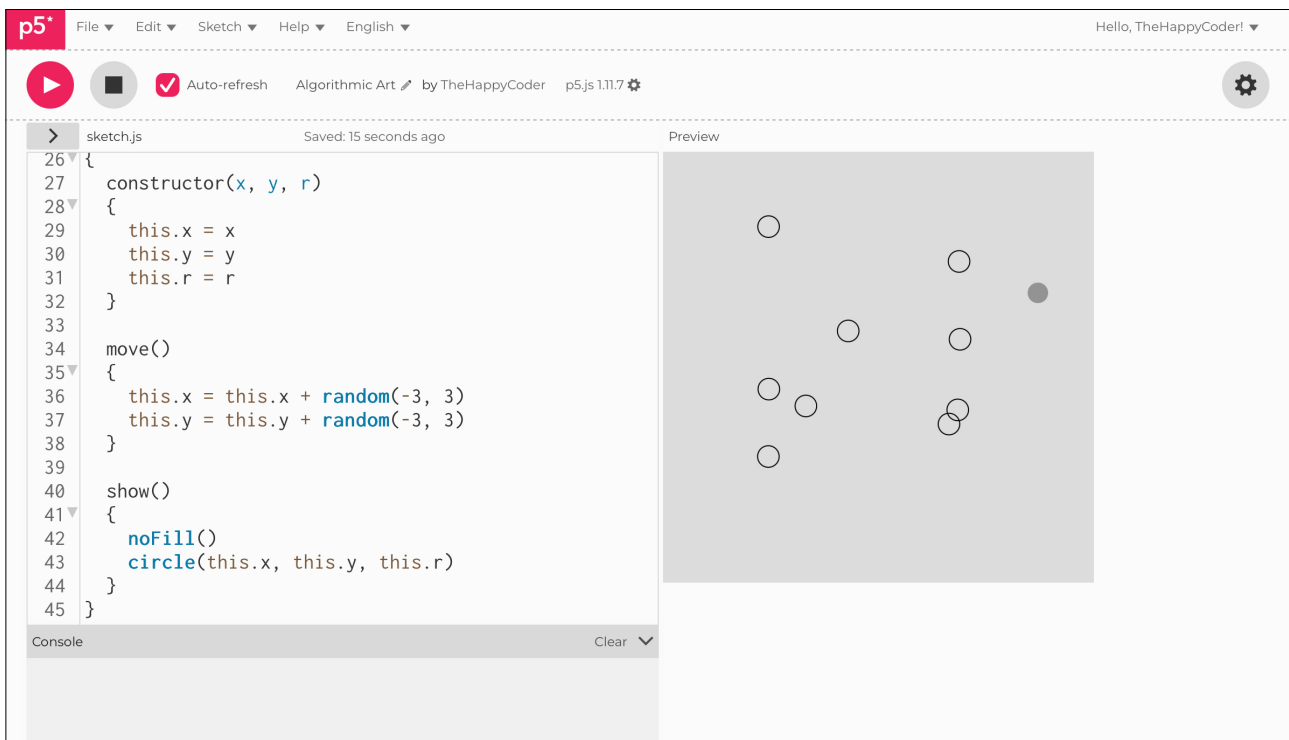 p5* File Edit Sketch Help English Hello, TheHappyCoder!
Auto-refresh Algorithmic Art by TheHappyCoder p5.js 1.11.7
sketch.js Saved: 15 seconds ago Preview
26 {
27   constructor(x, y, r)
28   {
29     this.x = x
30     this.y = y
31     this.r = r
32   }
33
34   move()
35   {
36     this.x = this.x + random(-3, 3)
37     this.y = this.y + random(-3, 3)
38   }
39
40   show()
41   {
42     noFill()
43     circle(this.x, this.y, this.r)
44   }
45 }
Console Clear